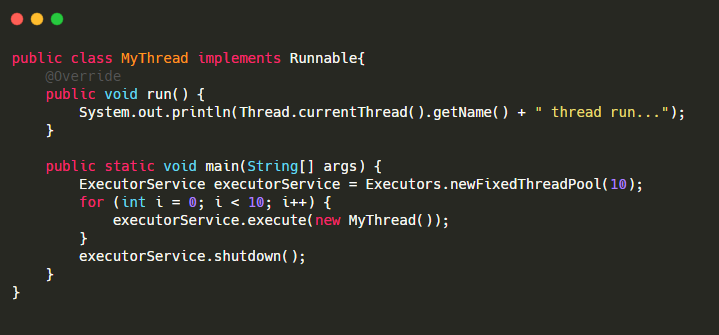 public class MyThread implements Runnable{
    @Override
    public void run() {
        System.out.println(Thread.currentThread().getName() + " thread run...");
    }

    public static void main(String[] args) {
        ExecutorService executorService = Executors.newFixedThreadPool(10);
        for (int i = 0; i < 10; i++) {
            executorService.execute(new MyThread());
        }
        executorService.shutdown();
    }
}